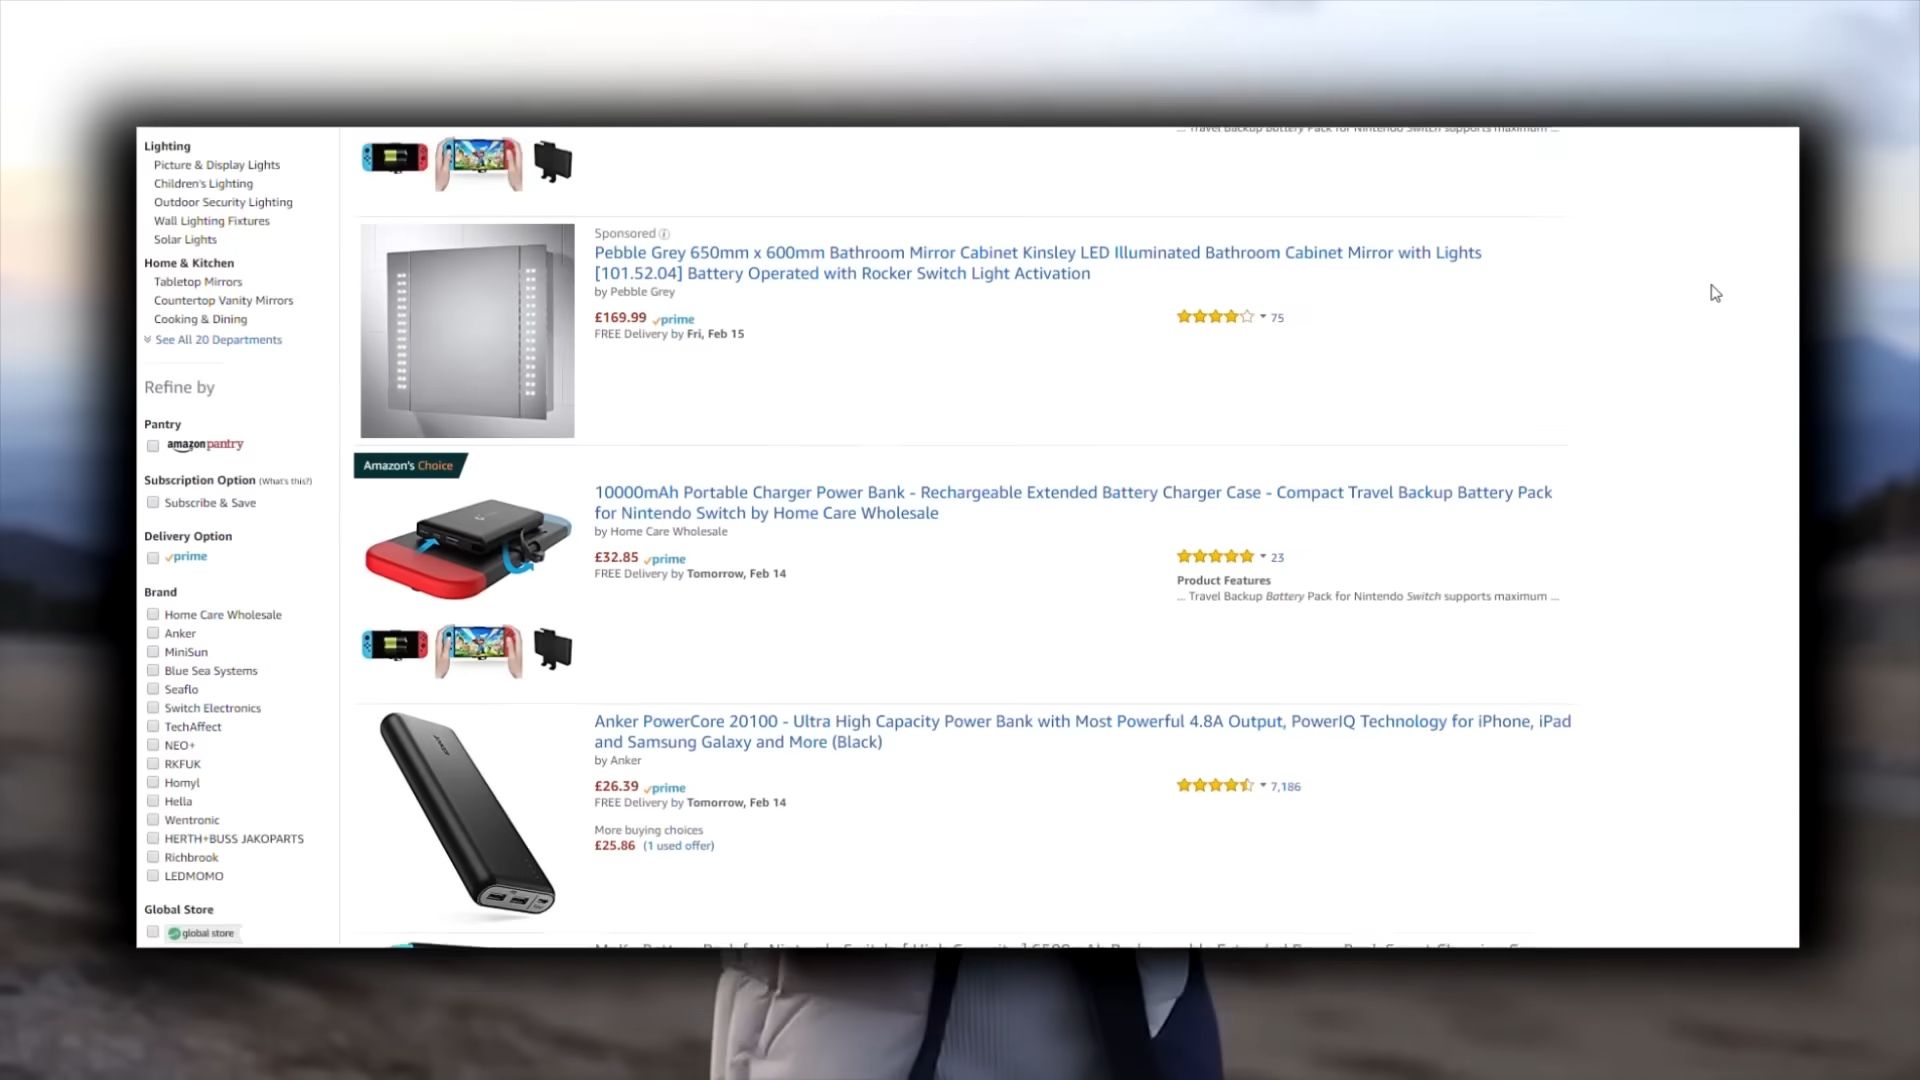 Lighting
Picture & Display Lights
Children's Lighting
Outdoor Security Lighting
Wall Lighting Fixtures
Solar Lights
Home & Kitchen
Tabletop Mirrors
Countertop Vanity Mirrors
Cooking & Dining
See All 20 Departments
Refine by
Pantry
amazonpantry
Subscription Option (What's this?)
Subscribe & Save
Delivery Option
prime
Brand
Home Care Wholesale
Anker
MiniSun
Blue Sea Systems
Seaflo
Switch Electronics
TechAffect
NEO+
RKFUK
Homyl
Hella
Wentronic
HERTH+BUSS JAKOPARTS
Richbrook
LEDMOMO
Global Store
global store
... Travel Backup Battery Pack for Nintendo Switch supports maximum ...
Sponsored
Pebble Grey 650mm x 600mm Bathroom Mirror Cabinet Kinsley LED Illuminated Bathroom Cabinet Mirror with Lights
[101.52.04] Battery Operated with Rocker Switch Light Activation
by Pebble Grey
£169.99 prime
FREE Delivery by Fri, Feb 15
75
Amazon's Choice
10000mAh Portable Charger Power Bank - Rechargeable Extended Battery Charger Case - Compact Travel Backup Battery Pack
for Nintendo Switch by Home Care Wholesale
by Home Care Wholesale
£32.85 prime
FREE Delivery by Tomorrow, Feb 14
23
Product Features
... Travel Backup Battery Pack for Nintendo Switch supports maximum ...
Anker PowerCore 20100 - Ultra High Capacity Power Bank with Most Powerful 4.8A Output, PowerIQ Technology for iPhone, iPad
and Samsung Galaxy and More (Black)
by Anker
£26.39 prime
FREE Delivery by Tomorrow, Feb 14
7,186
More buying choices
£25.86 (1 used offer)